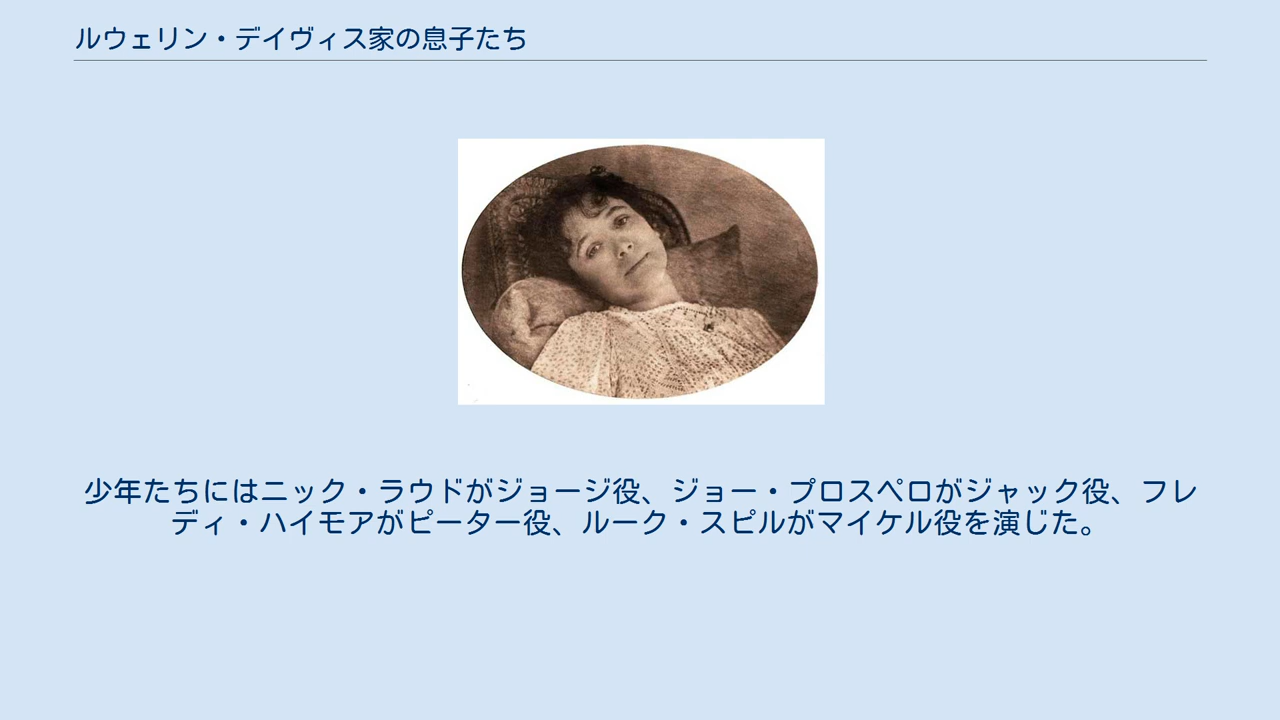 ルウェリン・デイヴィス家の息子たち
少年たちにはニック・ラウドがジョージ役、ジョー・プロスペロがジャック役、フレ
ディ・ハイモアがピーター役、ルーク・スピルがマイケル役を演じた。